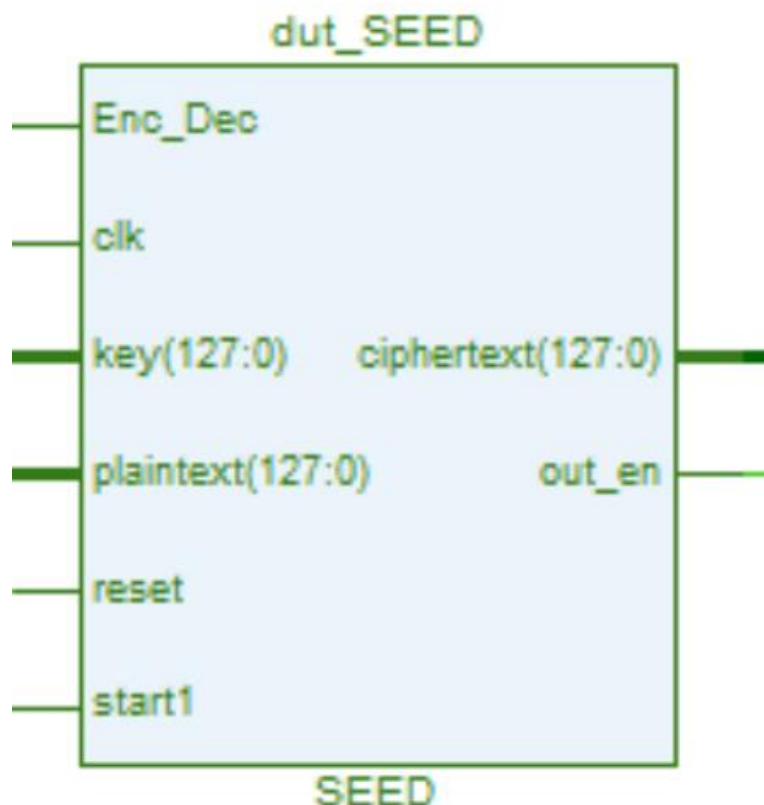 dut_SEED
Enc_Dec
clk
key(127:0) ciphertext(127:0)
plaintext(127:0) out_en
reset
start1
SEED